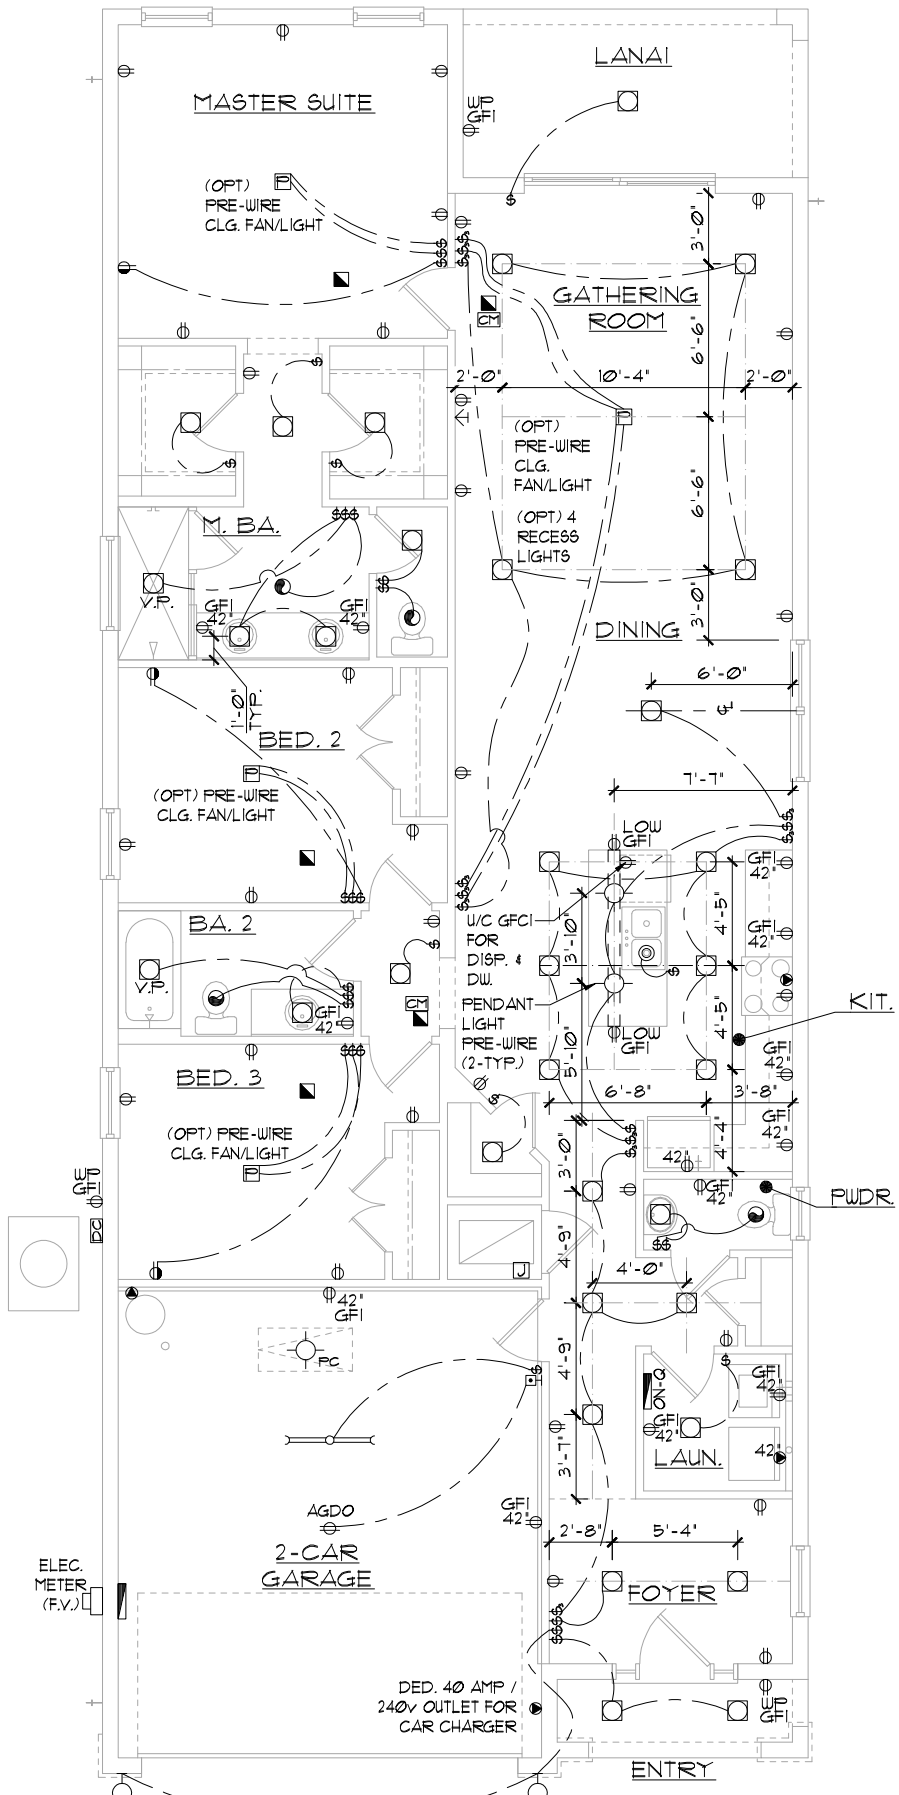 LANAI
WP
GFI
MASTER SUITE
(OPT)
PRE-WIRE
CLG. FAN/LIGHT
3'-0"
GATHERING
ROOM
CM
6'-6"
2'-0"
10'-4"
2'-0"
(OPT)
PRE-WIRE
CLG.
FAN/LIGHT
6'-6"
(OPT) 4
RECESS
LIGHTS
M. BA.
V.P.
GFI
42"
GFI
42"
3'-0"
DINING
1'-0"
TYP.
6'-0"
BED. 2
(OPT) PRE-WIRE
CLG. FAN/LIGHT
7'-7"
LOW
GFI
GFI
42"
4'-5"
BA. 2
U/C GFCI
FOR
DISP. &
DW.
3'-10"
GFI
42"
V.P.
GFI
42"
CM
PENDANT
LIGHT
PRE-WIRE
(2-TYP.)
KIT.
4'-5"
LOW
GFI
5'-10"
GFI
42"
BED. 3
6'-8"
3'-8"
(OPT) PRE-WIRE
CLG. FAN/LIGHT
GFI
42"
4'-4"
3'-0"
42"
WP
GFI
DC
GFI
42"
PWDR.
4'-9"
J
4'-0"
42"
GFI
PC
4'-9"
ON-Q
GFI
42"
GFI
42"
LAUN.
42"
3'-7"
AGDO
GFI
42"
2'-8"
5'-4"
2-CAR
GARAGE
ELEC.
METER
(F.V.)
FOYER
DED. 40 AMP /
240v OUTLET FOR
CAR CHARGER
WP
GFI
ENTRY